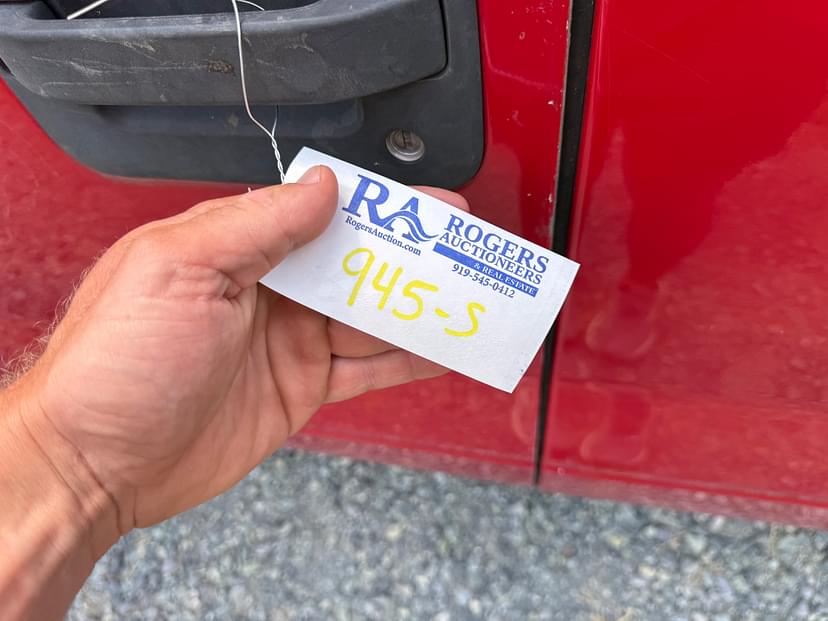 RA
RogersAuction.com
ROGERS
AUCTIONEERS
& REAL ESTATE
919-545-0412
945-S